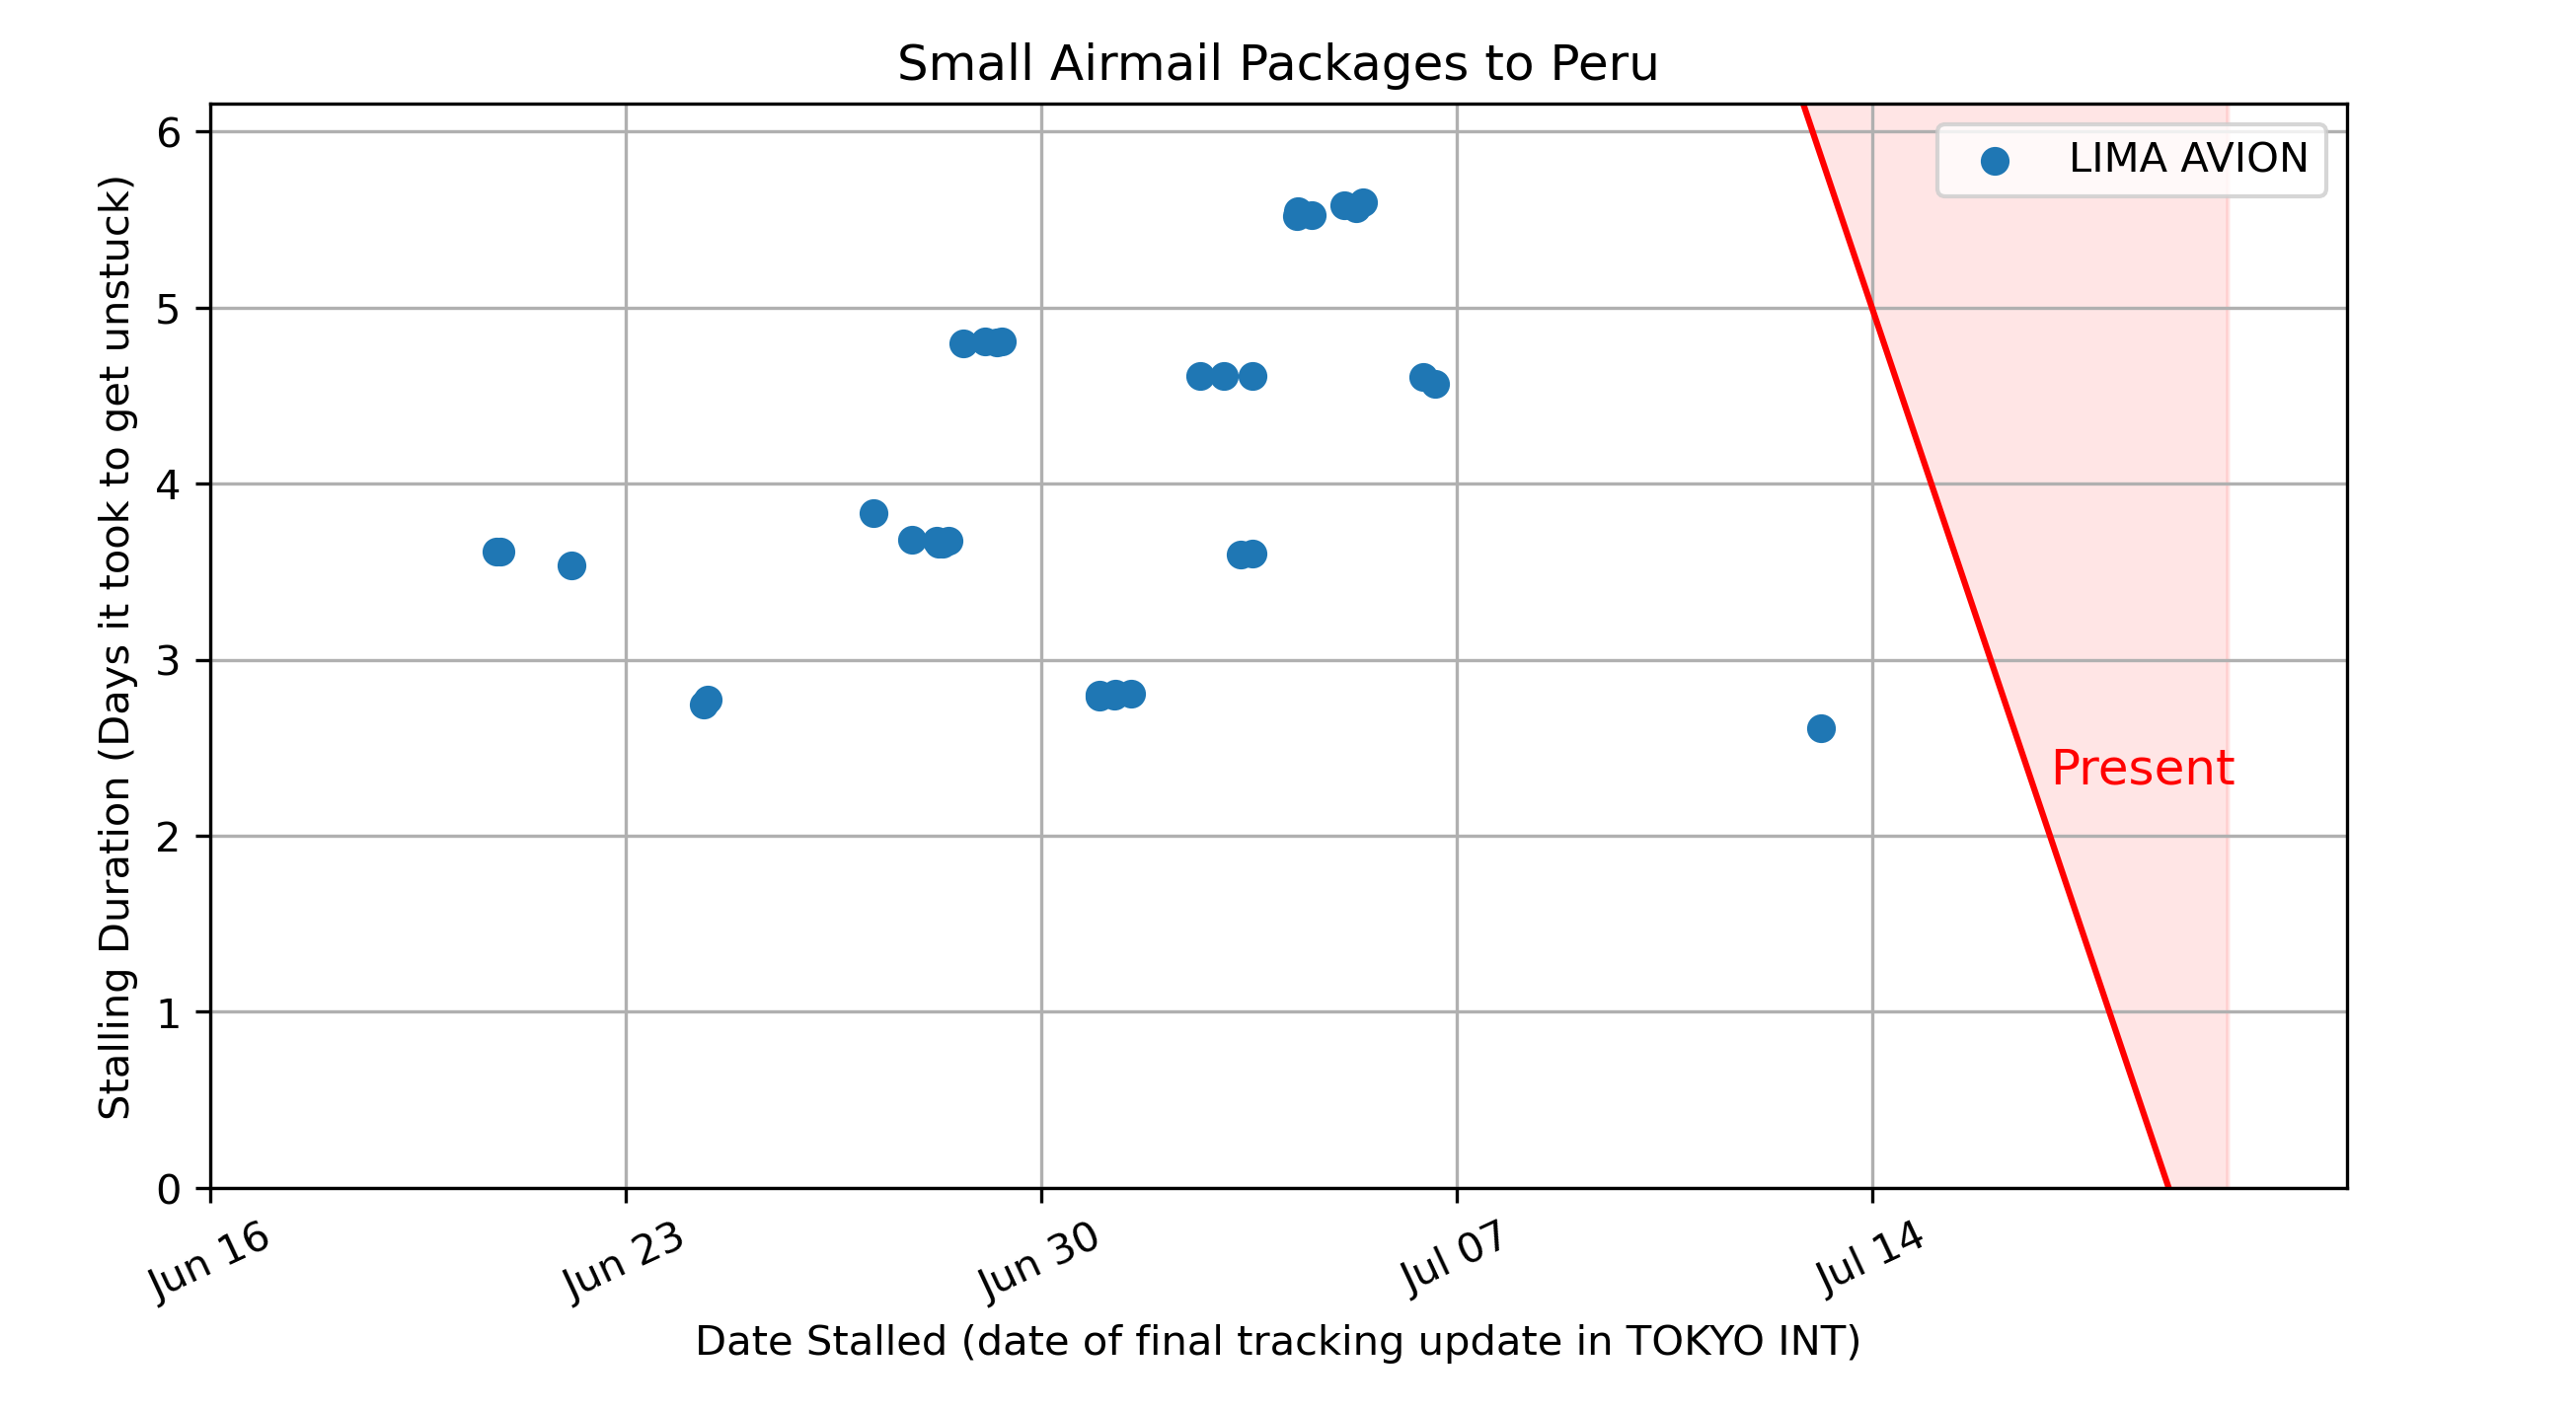 Small Airmail Packages to Peru
Stalling Duration (Days it took to get unstuck)
6
5
4
3
2
1
0
LIMA AVION
Present
Jun 16
Jun 23
Jun 30
Jul 07
Jul 14
Date Stalled (date of final tracking update in TOKYO INT)